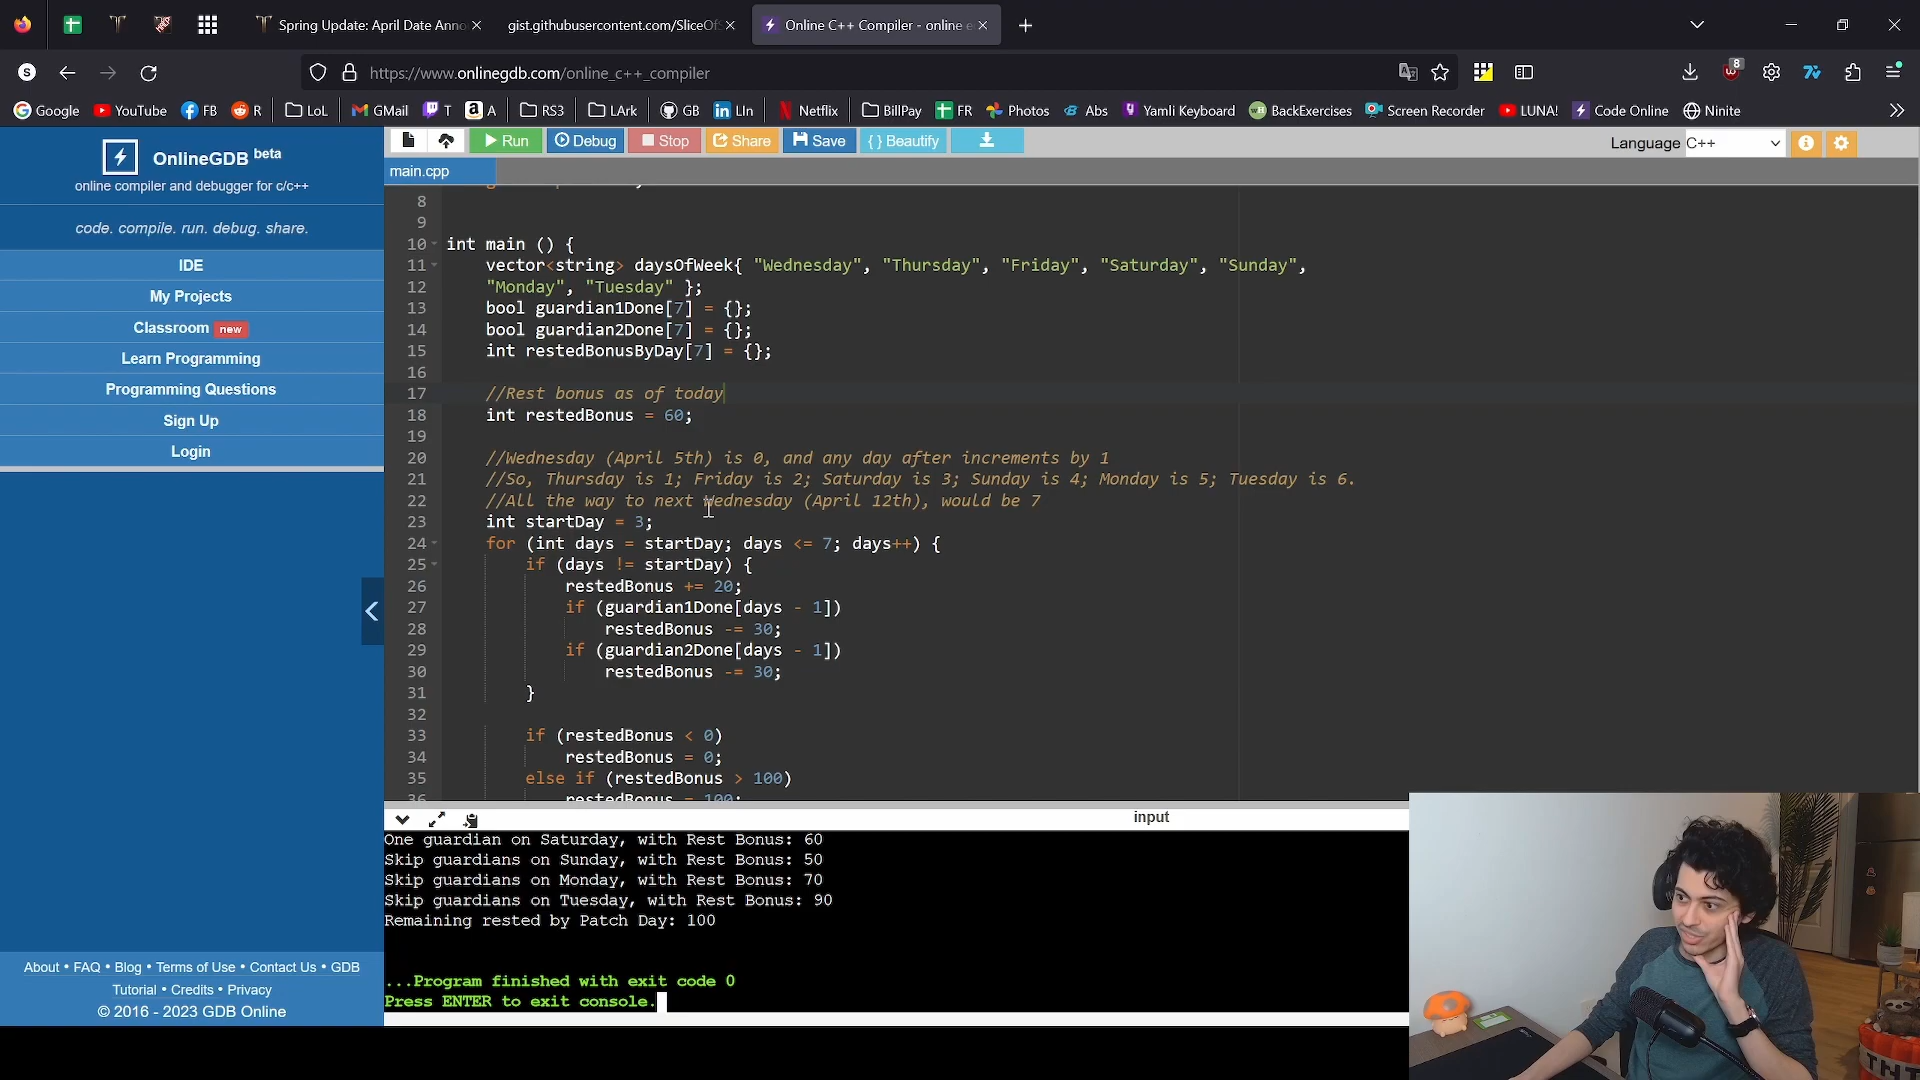 Spring Update: April Date Anno
gist.githubusercontent.com/SliceOf
Online C++ Compiler - online e
S
https://www.onlinegdb.com/online_c++_compiler
8
Google
YouTube
FB
R
LoL
GMail
T
A
RS3
LArk
GB
LIn
Netflix
BillPay
FR
Photos
Abs
Yamli Keyboard
BackExercises
Screen Recorder
LUNA!
Code Online
Ninite
OnlineGDB beta
online compiler and debugger for c/c++
code. compile. run. debug. share.
IDE
My Projects
Classroom new
Learn Programming
Programming Questions
Sign Up
Login
About • FAQ • Blog • Terms of Use • Contact Us • GDB
Tutorial • Credits • Privacy
© 2016 - 2023 GDB Online
Run
Debug
Stop
Share
Save
{ } Beautify
Language C++
main.cpp
8
9
10 int main () {
11 vector<string> daysOfWeek{ "Wednesday", "Thursday", "Friday", "Saturday", "Sunday",
12 "Monday", "Tuesday" };
13 bool guardian1Done[7] = {};
14 bool guardian2Done[7] = {};
15 int restedBonusByDay[7] = {};
16
17 //Rest bonus as of today
18 int restedBonus = 60;
19
20 //Wednesday (April 5th) is 0, and any day after increments by 1
21 //So, Thursday is 1; Friday is 2; Saturday is 3; Sunday is 4; Monday is 5; Tuesday is 6.
22 //All the way to next Wednesday (April 12th), would be 7
23 int startDay = 3;
24 for (int days = startDay; days <= 7; days++) {
25 if (days != startDay) {
26 restedBonus += 20;
27 if (guardian1Done[days - 1])
28 restedBonus -= 30;
29 if (guardian2Done[days - 1])
30 restedBonus -= 30;
31 }
32
33 if (restedBonus < 0)
34 restedBonus = 0;
35 else if (restedBonus > 100)
36 restedBonus = 100;
input
One guardian on Saturday, with Rest Bonus: 60
Skip guardians on Sunday, with Rest Bonus: 50
Skip guardians on Monday, with Rest Bonus: 70
Skip guardians on Tuesday, with Rest Bonus: 90
Remaining rested by Patch Day: 100
...Program finished with exit code 0
Press ENTER to exit console.
TNT